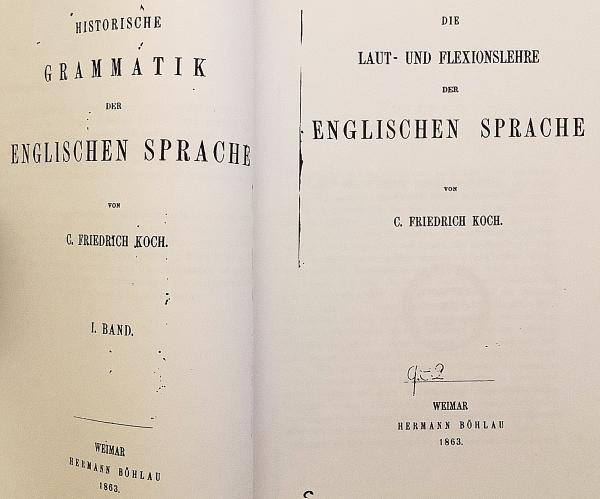 HISTORISCHE
GRAMMATIK
DER
ENGLISCHEN SPRACHE
VON
C. FRIEDRICH KOCH.
I. BAND.
WEIMAR
HERMANN BÖHLAU
1863.
DIE
LAUT- UND FLEXIONSLEHRE
DER
ENGLISCHEN SPRACHE
VON
C. FRIEDRICH KOCH.
WEIMAR
HERMANN BÖHLAU
1863.